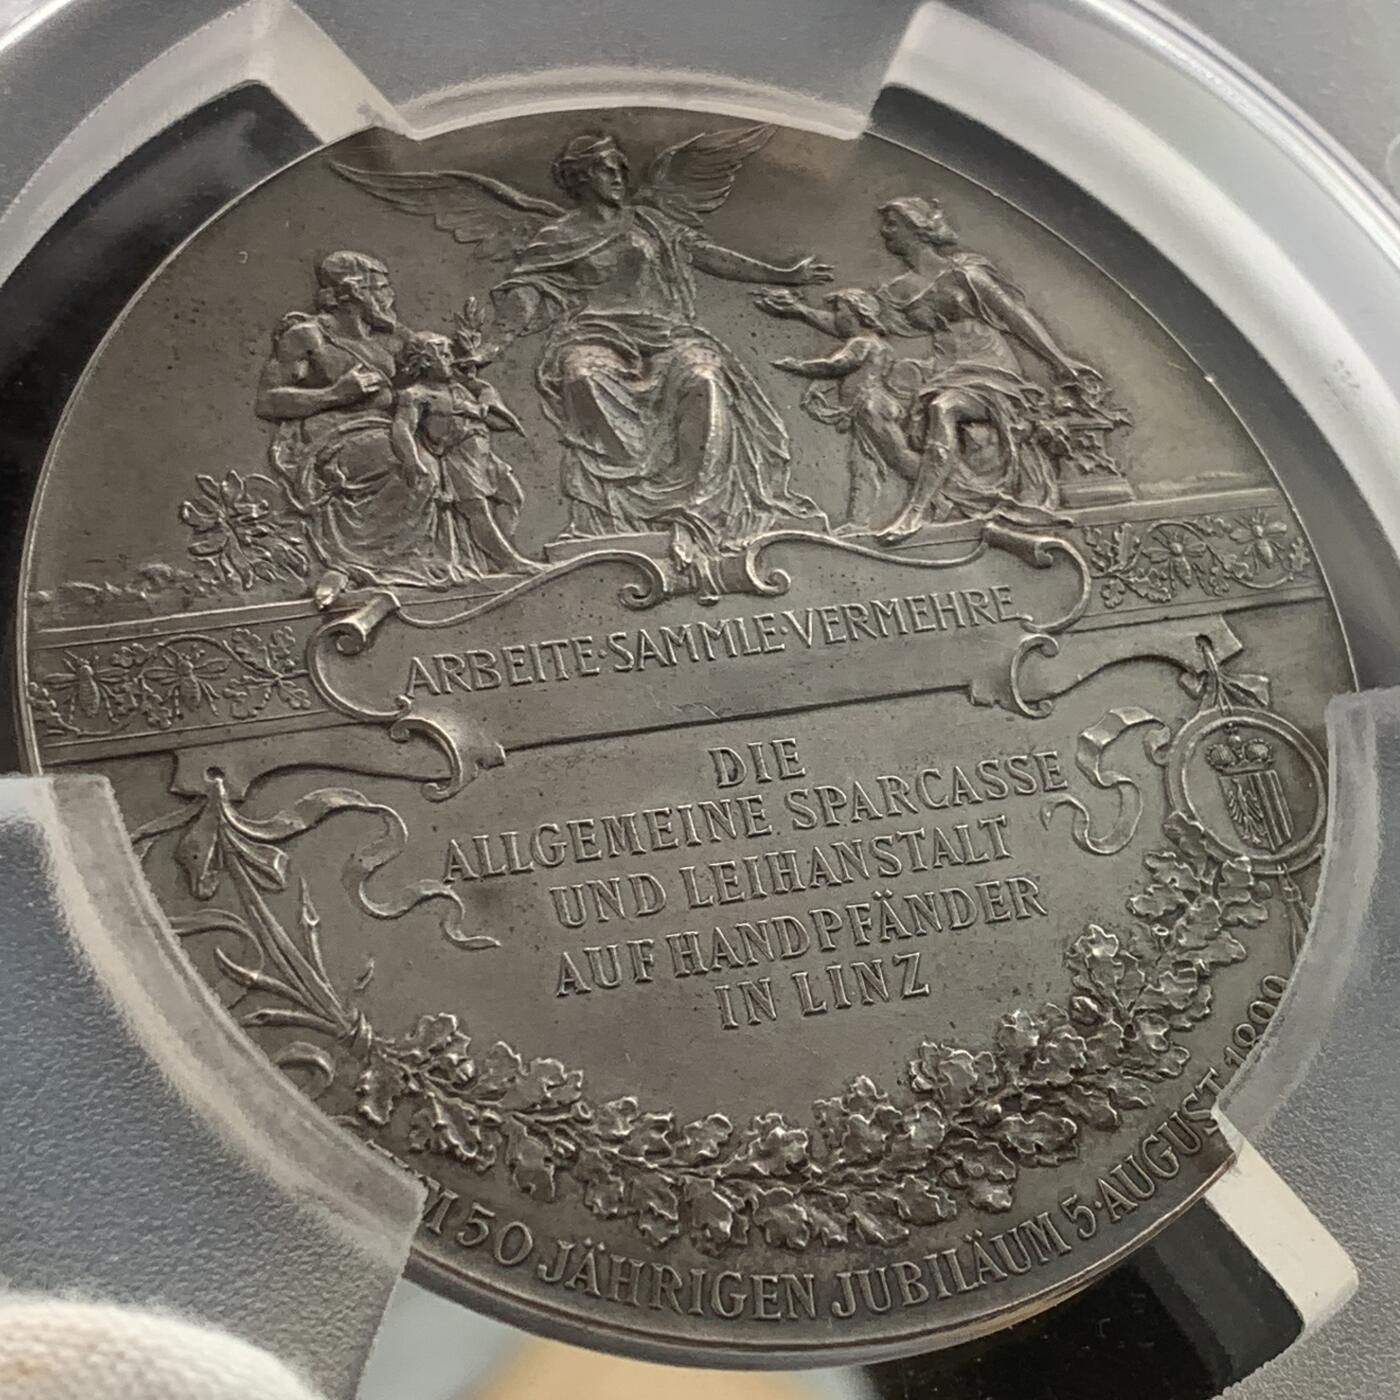 ARBEITE·SAMMLE·VERMEHRE
DIE
ALLGEMEINE SPARCASSE
UND LEIHANSTALT
AUF HANDPFÄNDER
IN LINZ
50 JÄHRIGEN JUBILÄUM 5·AUGUST